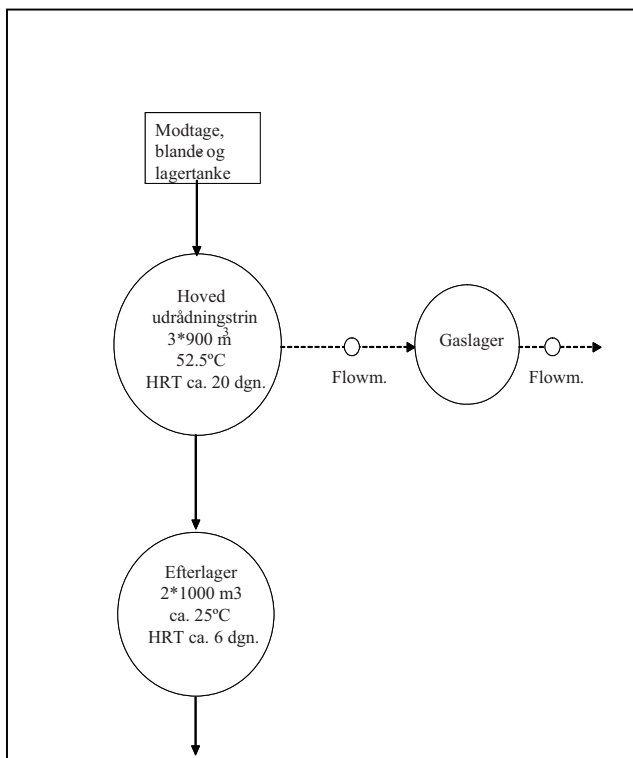 Modtage,
blande og
lagertanke
Hoved
udrådningstrin
3*900 m³
52.5ºC
HRT ca. 20 dgn.
Flowm.
Gaslager
Flowm.
Efterlager
2*1000 m3
ca. 25ºC
HRT ca. 6 dgn.